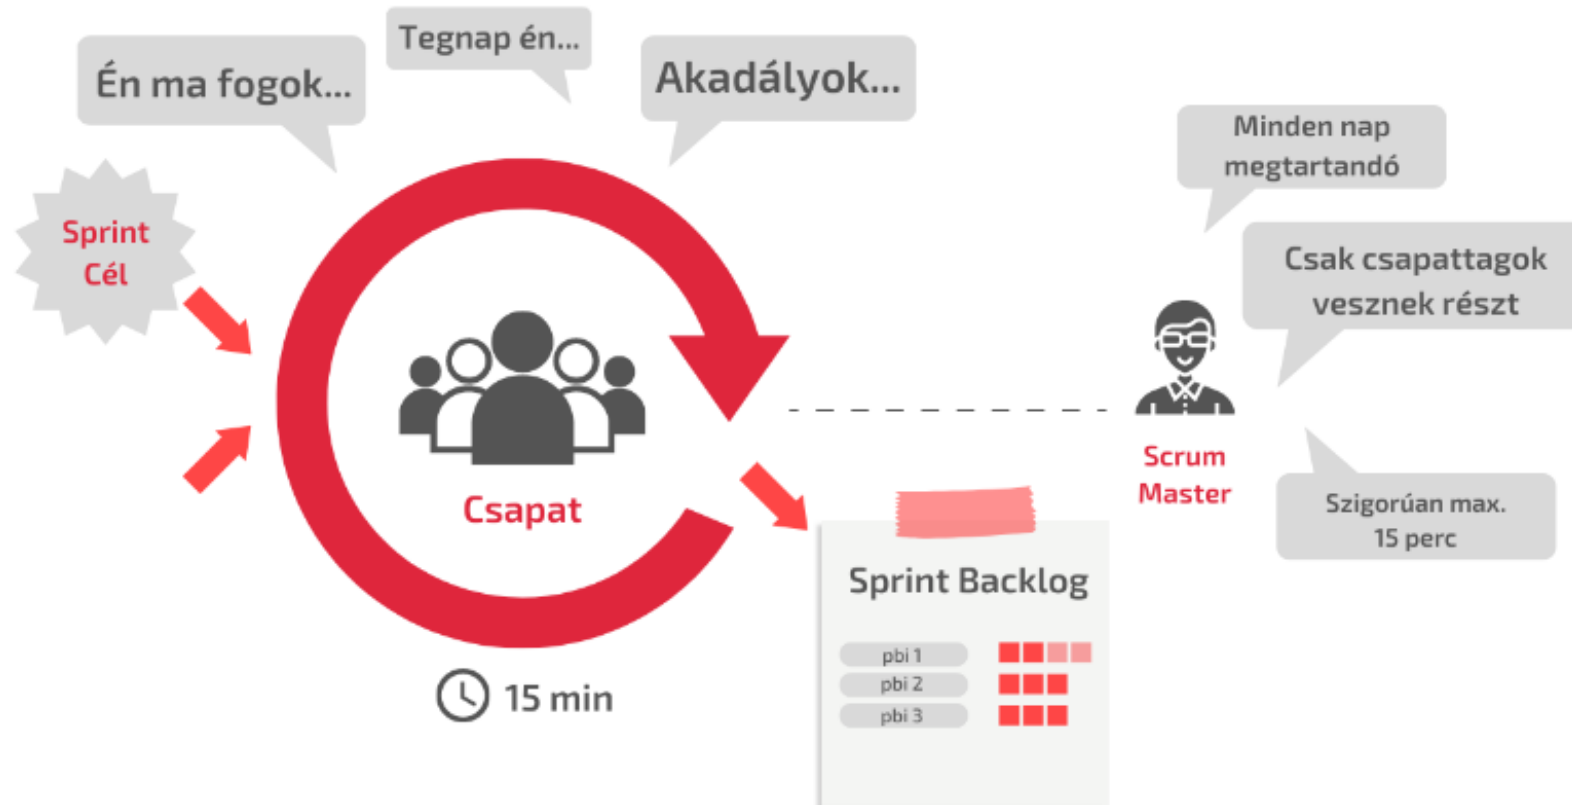 Tegnap én...
Én ma fogok...
Akadályok...
Minden nap
megtartandó
Sprint
Cél
Csak csapattagok
vesznek részt
Csapat
Scrum
Master
Szigorúan max.
15 perc
Sprint Backlog
pbi 1
pbi 2
pbi 3
15 min